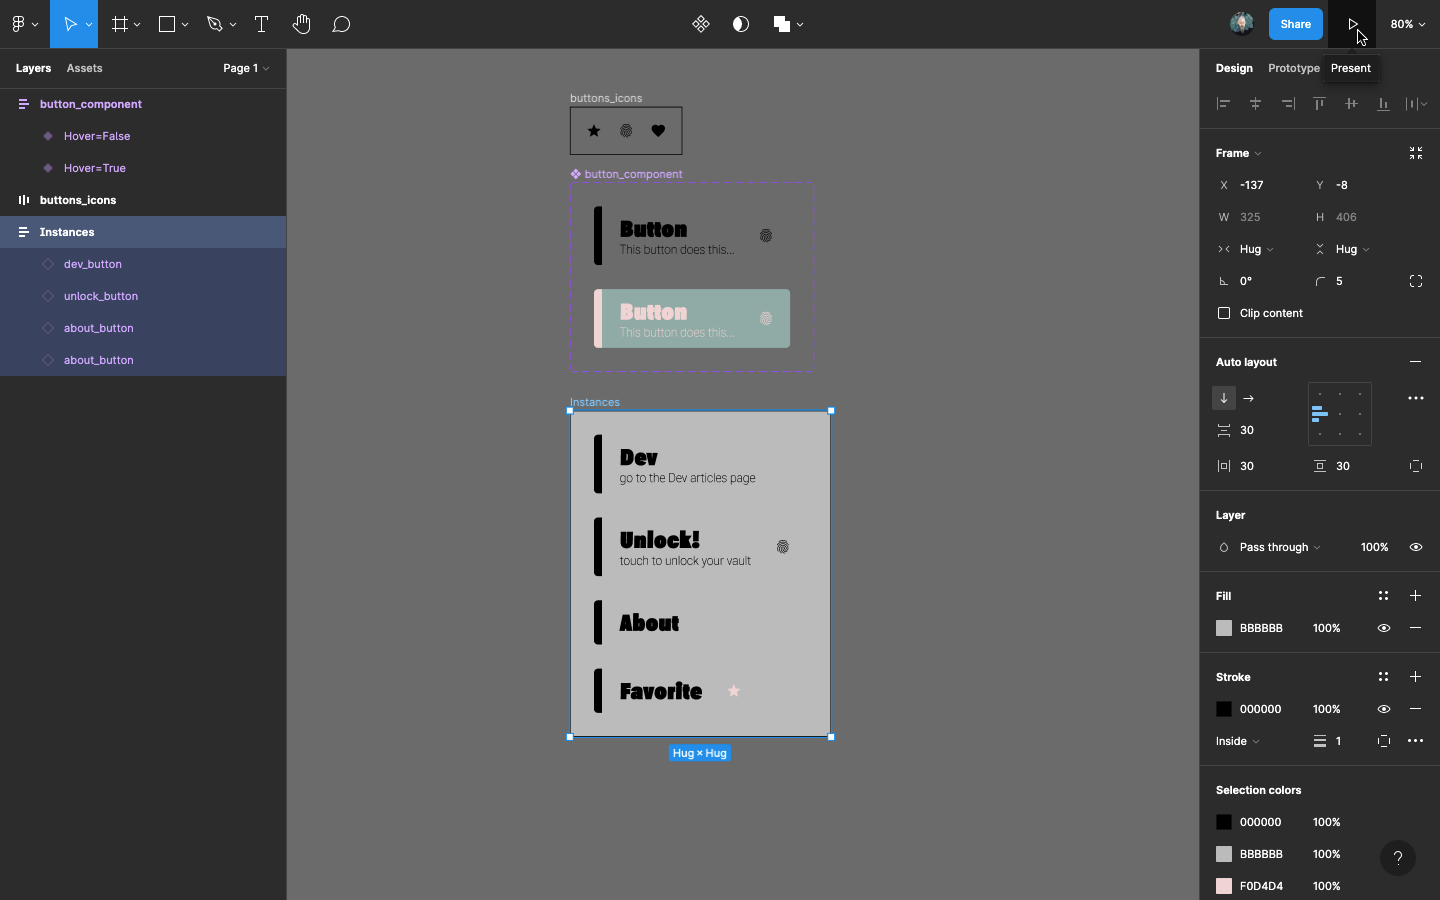 Share
80%
Layers
Assets
Page 1
Design
Prototype
Present
button_component
Hover=False
Hover=True
buttons_icons
Instances
dev_button
unlock_button
about_button
about_button
buttons_icons
button_component
Button
This button does this...
Button
This button does this...
Instances
Dev
go to the Dev articles page
Unlock!
touch to unlock your vault
About
Favorite
Hug × Hug
Frame
X -137 Y -8
W 325 H 406
Hug Hug
0° 5
Clip content
Auto layout
30
30 30
Layer
Pass through 100%
Fill
BBBBBB 100%
Stroke
000000 100%
Inside 1
Selection colors
000000 100%
BBBBBB 100%
F0D4D4 100%
?